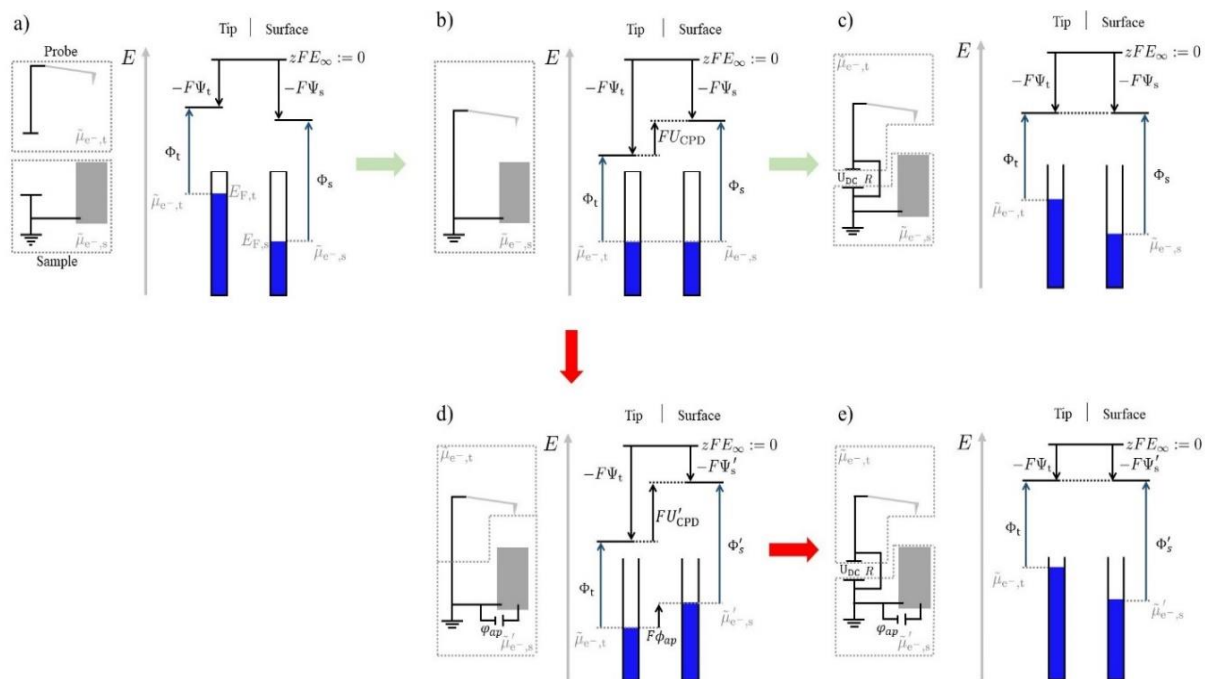 a)
Probe
μ̃e⁻,t
μ̃e⁻,s
Sample
E
Tip | Surface
zFE∞ := 0
−FΨt
−FΨs
Φt
Φs
EF,t
μ̃e⁻,t
EF,s
μ̃e⁻,s
b)
μ̃e⁻,s
E
Tip | Surface
zFE∞ := 0
−FΨt
−FΨs
FUCPD
Φt
Φs
μ̃e⁻,t
μ̃e⁻,s
c)
μ̃e⁻,t
UDC R
μ̃e⁻,s
E
Tip | Surface
zFE∞ := 0
−FΨt
−FΨs
Φt
Φs
μ̃e⁻,t
μ̃e⁻,s
d)
μ̃e⁻,t
φap
μ̃′e⁻,s
E
Tip | Surface
zFE∞ := 0
−FΨt
−FΨ′s
FU′CPD
Φt
Φ′s
μ̃e⁻,t
Fϕap
μ̃′e⁻,s
e)
μ̃e⁻,t
UDC R
φap
μ̃′e⁻,s
E
Tip | Surface
zFE∞ := 0
−FΨt
−FΨ′s
Φt
Φ′s
μ̃e⁻,t
μ̃′e⁻,s